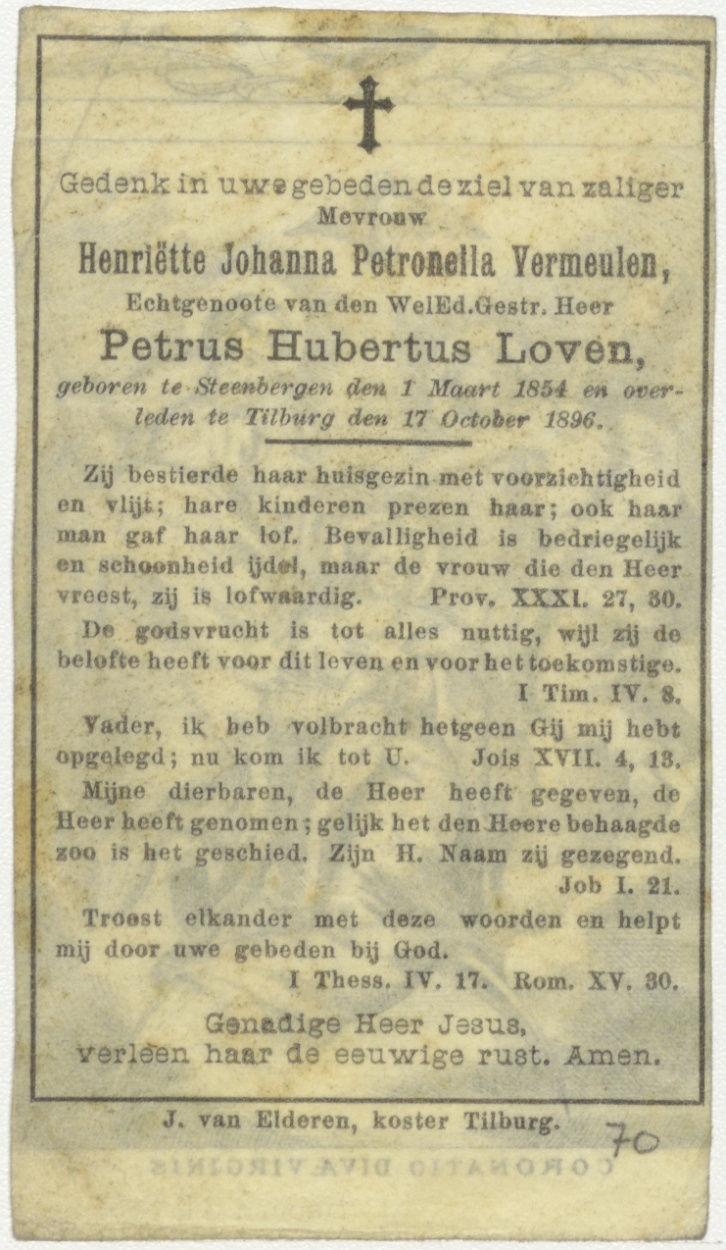 Gedenk in uwe gebeden de ziel van zaliger
Mevrouw
Henriëtte Johanna Petronella Vermeulen,
Echtgenoote van den WelEd.Gestr. Heer
Petrus Hubertus Loven,
geboren te Steenbergen den 1 Maart 1854 en over-
leden te Tilburg den 17 October 1896.
Zij bestierde haar huisgezin met voorzichtigheid
en vlijt; hare kinderen prezen haar; ook haar
man gaf haar lof. Bevalligheid is bedriegelijk
en schoonheid ijdel, maar de vrouw die den Heer
vreest, zij is lofwaardig. Prov. XXXI. 27, 30.
De godsvrucht is tot alles nuttig, wijl zij de
belofte heeft voor dit leven en voor het toekomstige.
I Tim. IV. 8.
Vader, ik heb volbracht hetgeen Gij mij hebt
opgelegd; nu kom ik tot U. Jois XVII. 4, 13.
Mijne dierbaren, de Heer heeft gegeven, de
Heer heeft genomen; gelijk het den Heere behaagde
zoo is het geschied. Zijn H. Naam zij gezegend.
Job I. 21.
Troost elkander met deze woorden en helpt
mij door uwe gebeden bij God.
I Thess. IV. 17. Rom. XV. 30.
Genadige Heer Jesus,
verleen haar de eeuwige rust. Amen.
J. van Elderen, koster Tilburg.
70
CORONATIO DIVÆ VIRGINIS